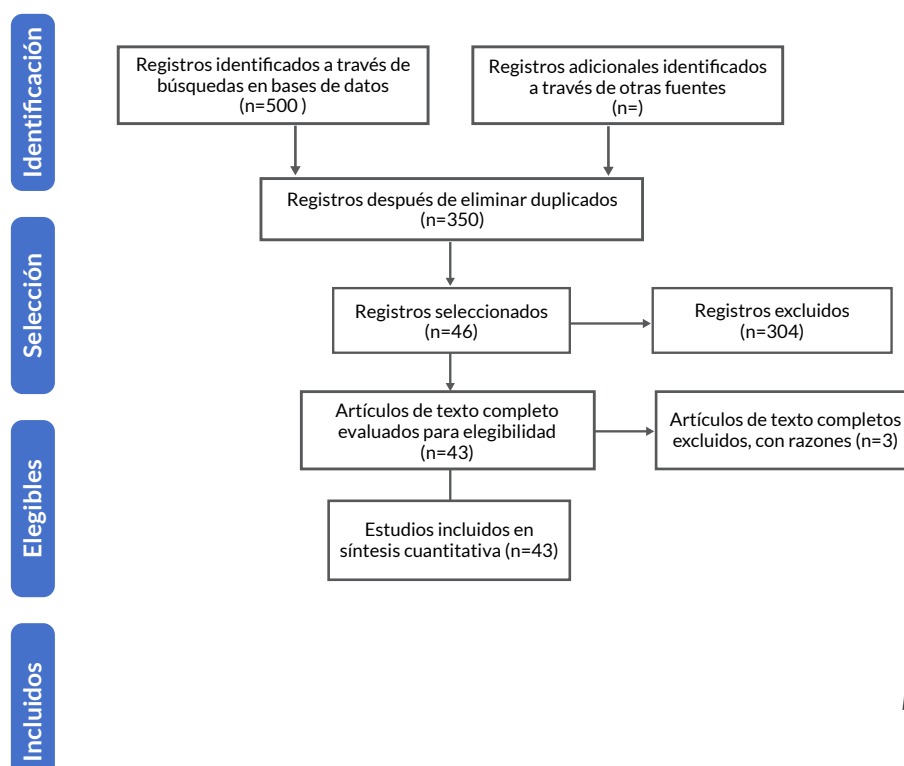 Identificación
Registros identificados a través de
búsquedas en bases de datos
(n=500 )
Registros adicionales identificados
a través de otras fuentes
(n=)
Registros después de eliminar duplicados
(n=350)
Selección
Registros seleccionados
(n=46)
Registros excluidos
(n=304)
Elegibles
Artículos de texto completo
evaluados para elegibilidad
(n=43)
Artículos de texto completos
excluidos, con razones (n=3)
Estudios incluidos en
síntesis cuantitativa (n=43)
Incluidos